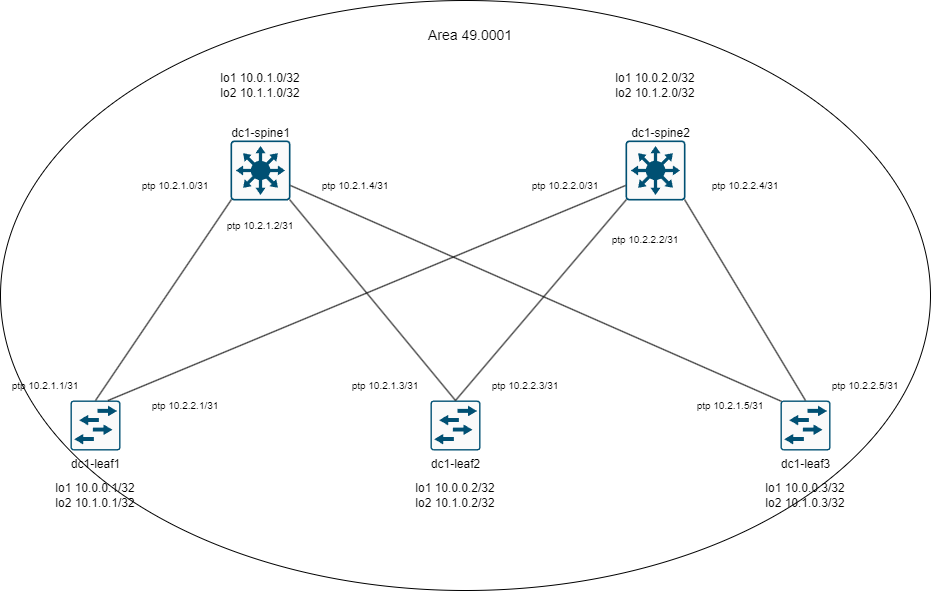 Area 49.0001
lo1 10.0.1.0/32
lo2 10.1.1.0/32
lo1 10.0.2.0/32
lo2 10.1.2.0/32
dc1-spine1
dc1-spine2
ptp 10.2.1.0/31
ptp 10.2.1.4/31
ptp 10.2.2.0/31
ptp 10.2.2.4/31
ptp 10.2.1.2/31
ptp 10.2.2.2/31
ptp 10.2.1.1/31
ptp 10.2.1.3/31
ptp 10.2.2.3/31
ptp 10.2.2.5/31
ptp 10.2.2.1/31
ptp 10.2.1.5/31
dc1-leaf1
dc1-leaf2
dc1-leaf3
lo1 10.0.0.1/32
lo2 10.1.0.1/32
lo1 10.0.0.2/32
lo2 10.1.0.2/32
lo1 10.0.0.3/32
lo2 10.1.0.3/32